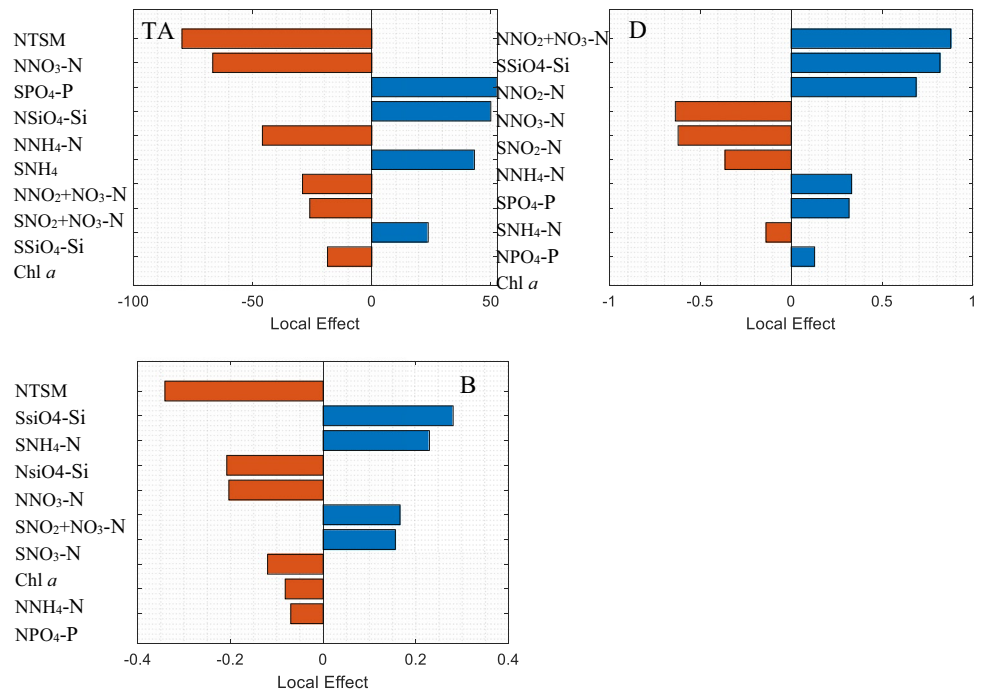 TA
NTSM
NNO₃-N
SPO₄-P
NSiO₄-Si
NNH₄-N
SNH₄
NNO₂+NO₃-N
SNO₂+NO₃-N
SSiO₄-Si
Chl a
-100 -50 0 50
Local Effect
D
NNO₂+NO₃-N
SSiO4-Si
NNO₂-N
NNO₃-N
SNO₂-N
NNH₄-N
SPO₄-P
SNH₄-N
NPO₄-P
Chl a
-1 -0.5 0 0.5 1
Local Effect
B
NTSM
SsiO4-Si
SNH₄-N
NsiO4-Si
NNO₃-N
SNO₂+NO₃-N
SNO₃-N
Chl a
NNH₄-N
NPO₄-P
-0.4 -0.2 0 0.2 0.4
Local Effect